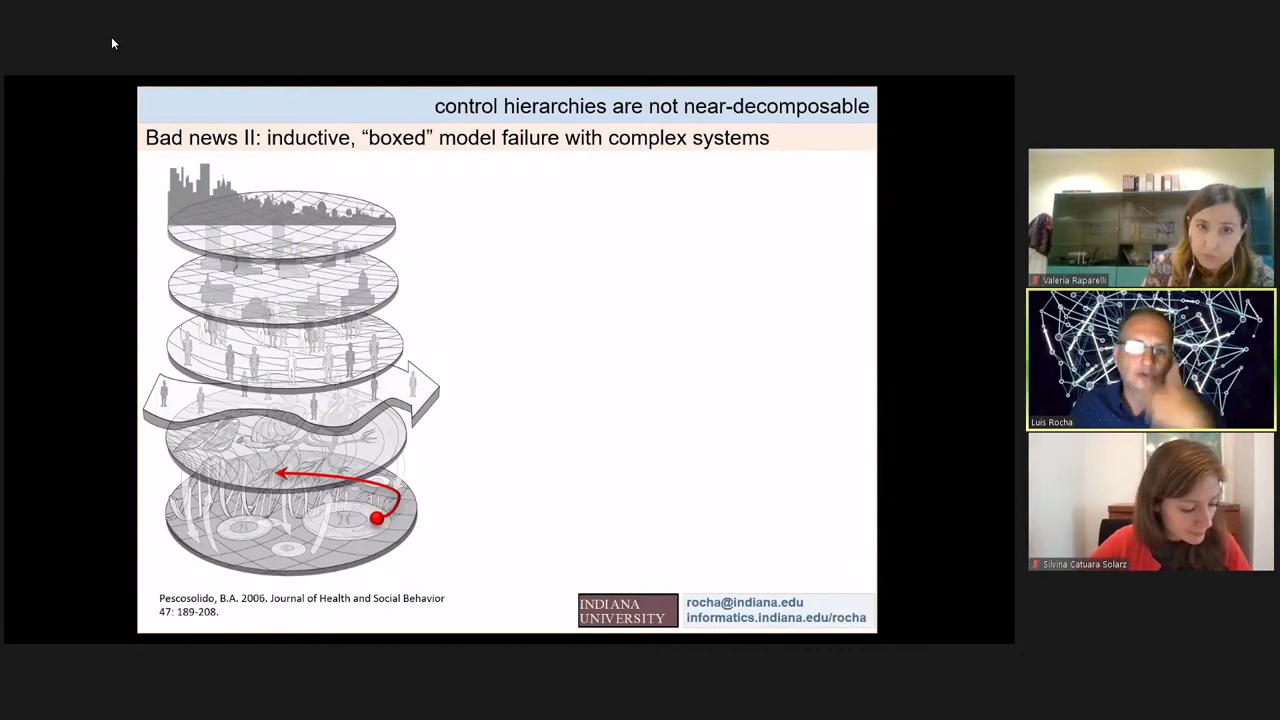 control hierarchies are not near-decomposable
Bad news II: inductive, “boxed” model failure with complex systems
Pescosolido, B.A. 2006. Journal of Health and Social Behavior
47: 189-208.
INDIANA
UNIVERSITY
rocha@indiana.edu
informatics.indiana.edu/rocha
Valeria Raparelli
Luis Rocha
Silvina Catuara Solarz